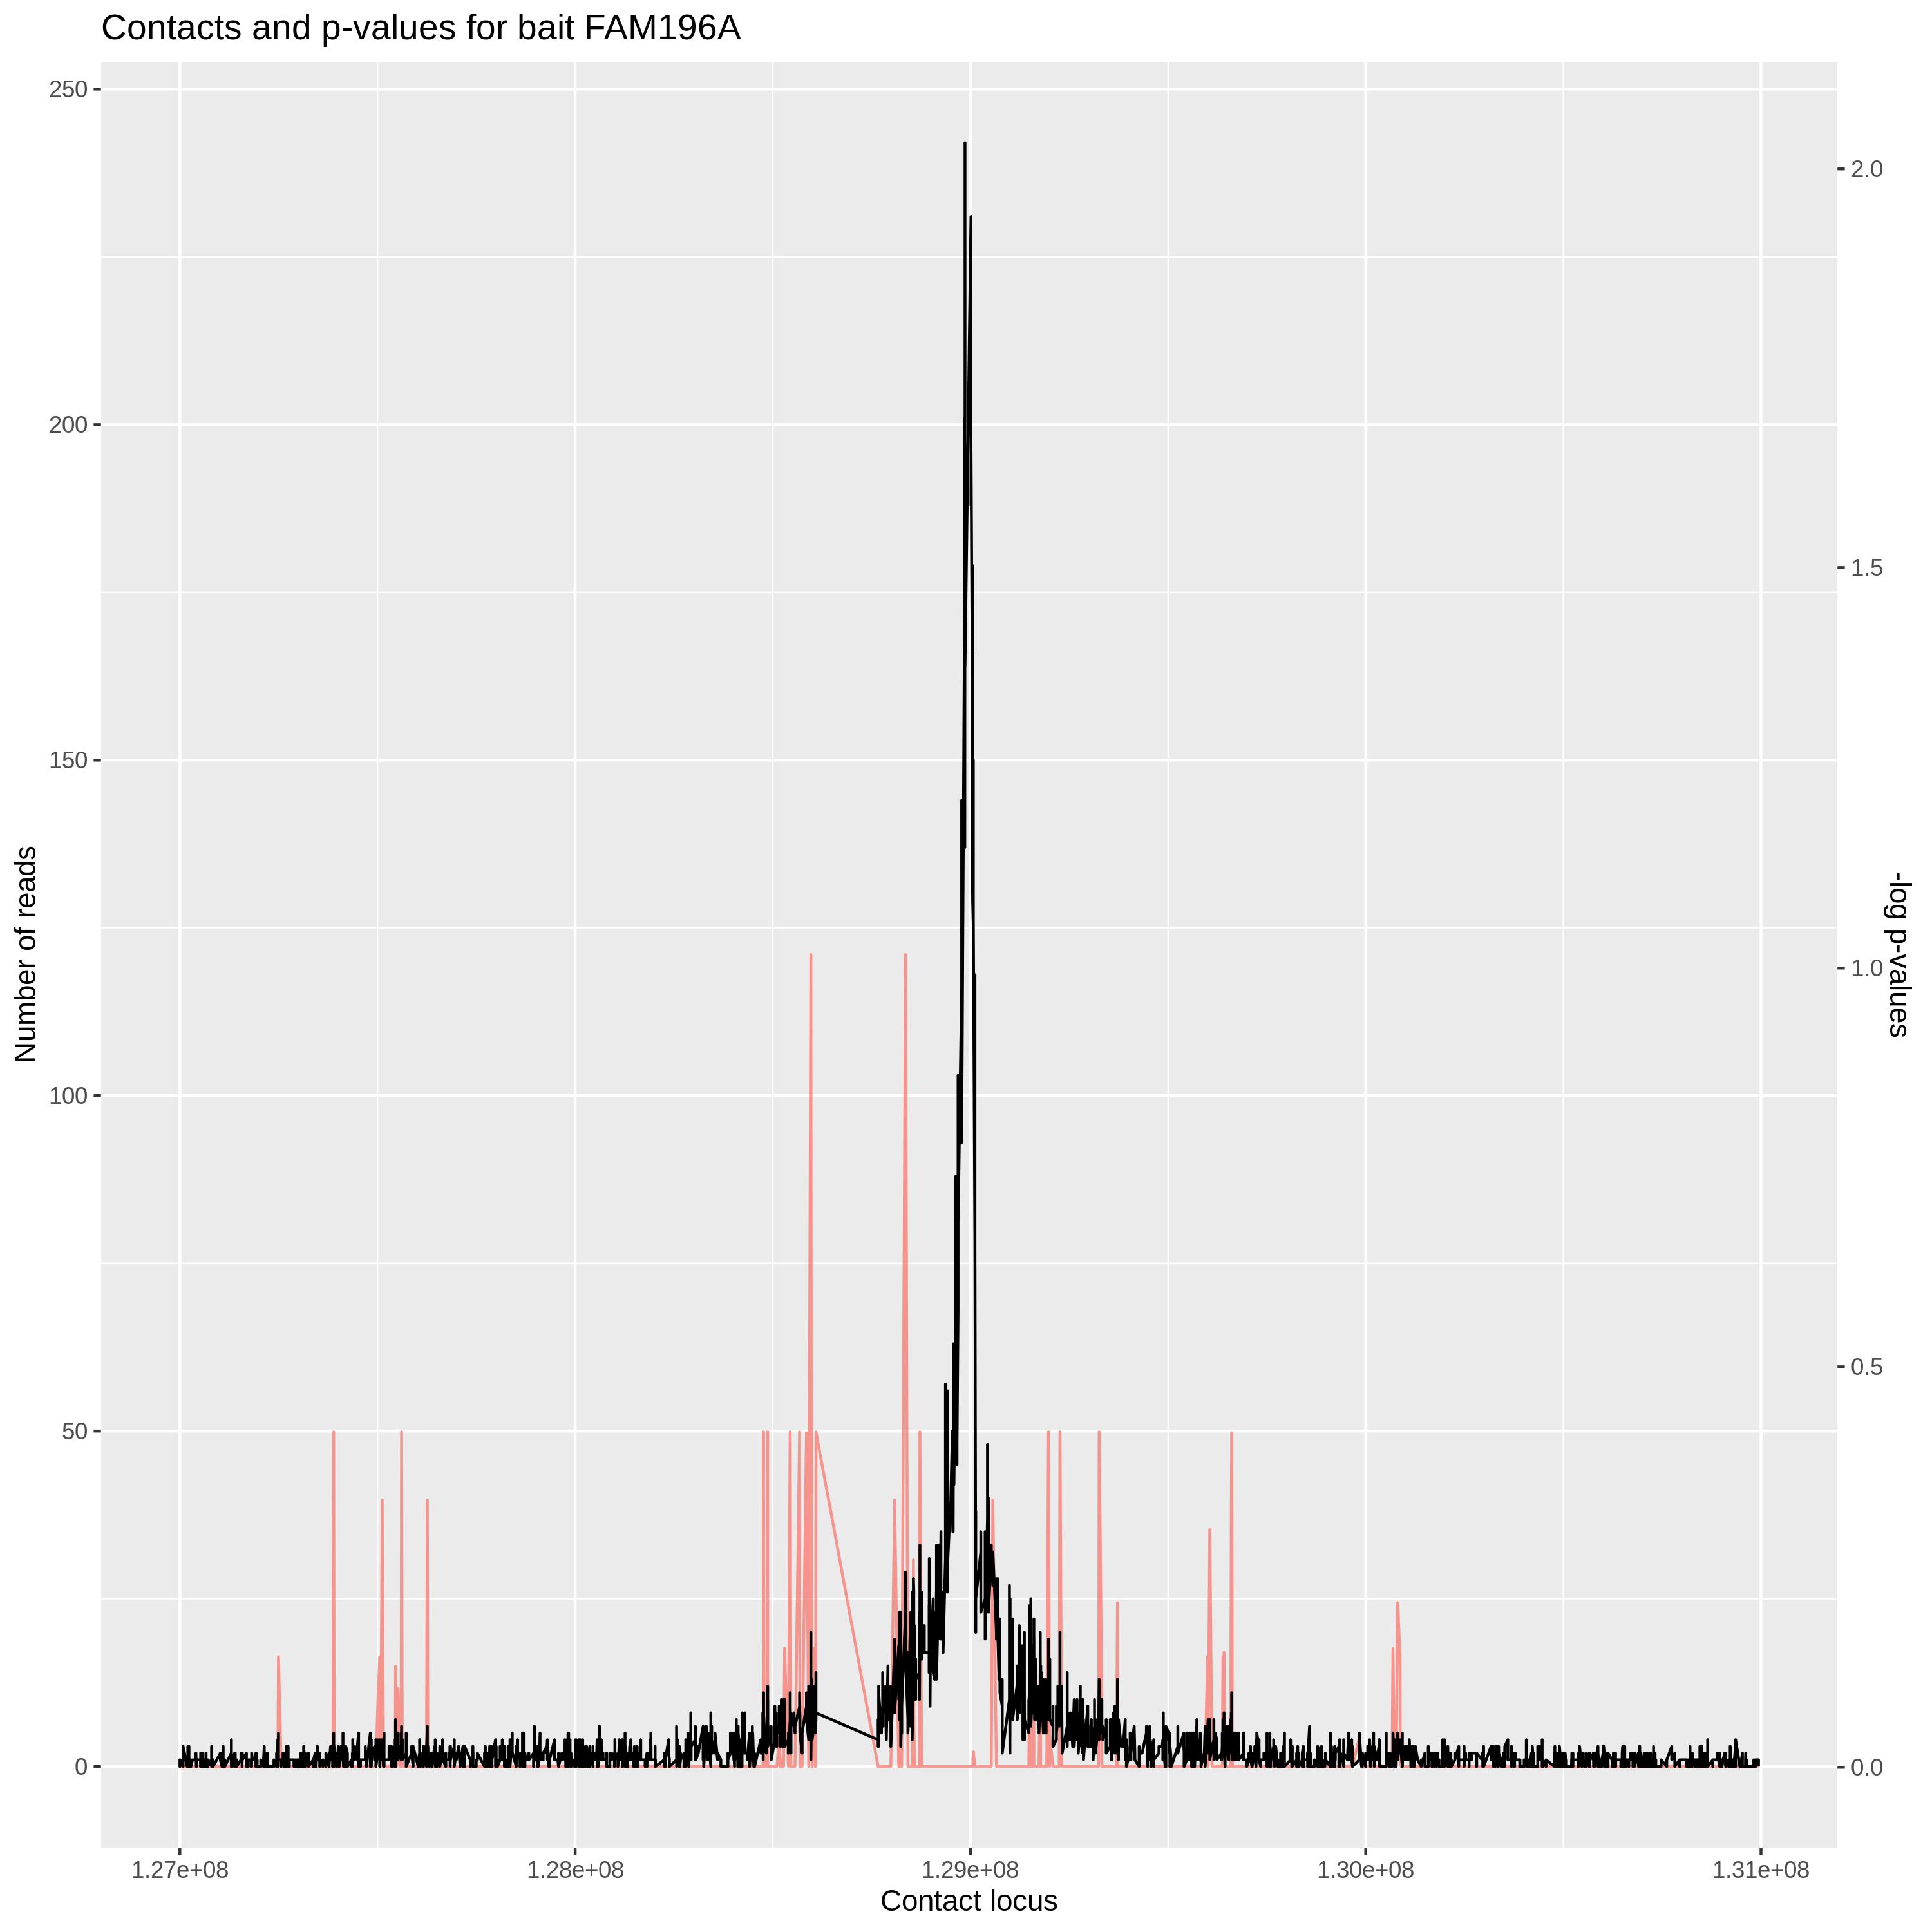 Contacts and p-values for bait FAM196A
250
200
150
100
50
0
Number of reads
2.0
1.5
1.0
0.5
0.0
-log p-values
1.27e+08
1.28e+08
1.29e+08
1.30e+08
1.31e+08
Contact locus